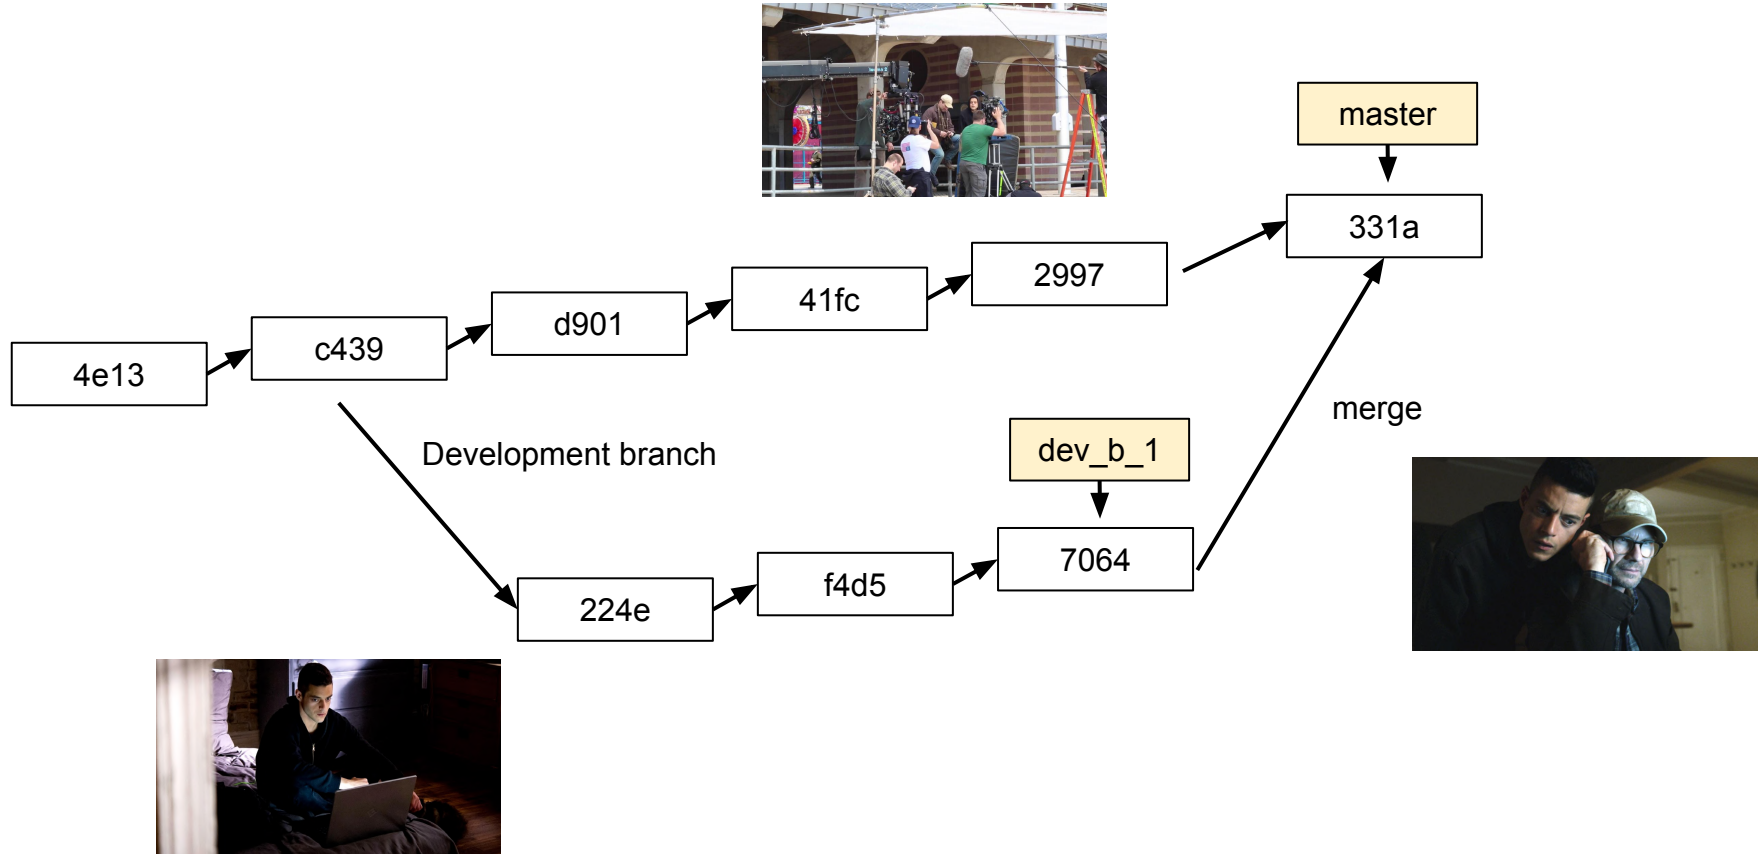 master
331a
2997
41fc
d901
c439
4e13
merge
Development branch
dev_b_1
7064
f4d5
224e